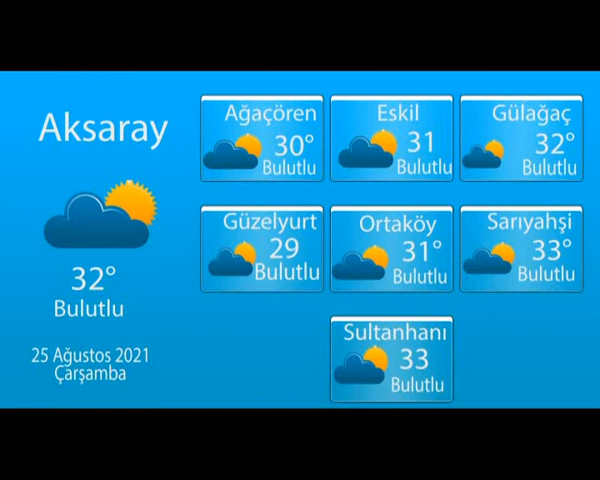 Aksaray
32°
Bulutlu
25 Ağustos 2021
Çarşamba
Ağaçören
30°
Bulutlu
Eskil
31
Bulutlu
Gülağaç
32°
Bulutlu
Güzelyurt
29
Bulutlu
Ortaköy
31°
Bulutlu
Sarıyahşi
33°
Bulutlu
Sultanhanı
33
Bulutlu